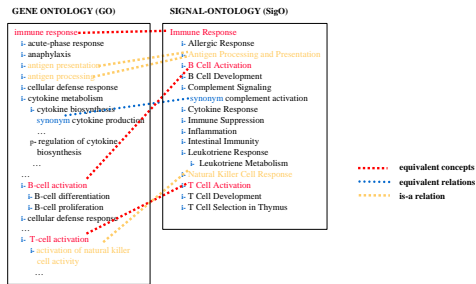 GENE ONTOLOGY (GO)
immune response
i- acute-phase response
i- anaphylaxis
i- antigen presentation
i- antigen processing
i- cellular defense response
i- cytokine metabolism
i- cytokine biosynthesis
synonym cytokine production
…
p- regulation of cytokine
biosynthesis
…
…
i- B-cell activation
i- B-cell differentiation
i- B-cell proliferation
i- cellular defense response
…
i- T-cell activation
i- activation of natural killer
cell activity
…
SIGNAL-ONTOLOGY (SigO)
Immune Response
i- Allergic Response
i- Antigen Processing and Presentation
i- B Cell Activation
i- B Cell Development
i- Complement Signaling
synonym complement activation
i- Cytokine Response
i- Immune Suppression
i- Inflammation
i- Intestinal Immunity
i- Leukotriene Response
i- Leukotriene Metabolism
i- Natural Killer Cell Response
i- T Cell Activation
i- T Cell Development
i- T Cell Selection in Thymus
equivalent concepts
equivalent relations
is-a relation